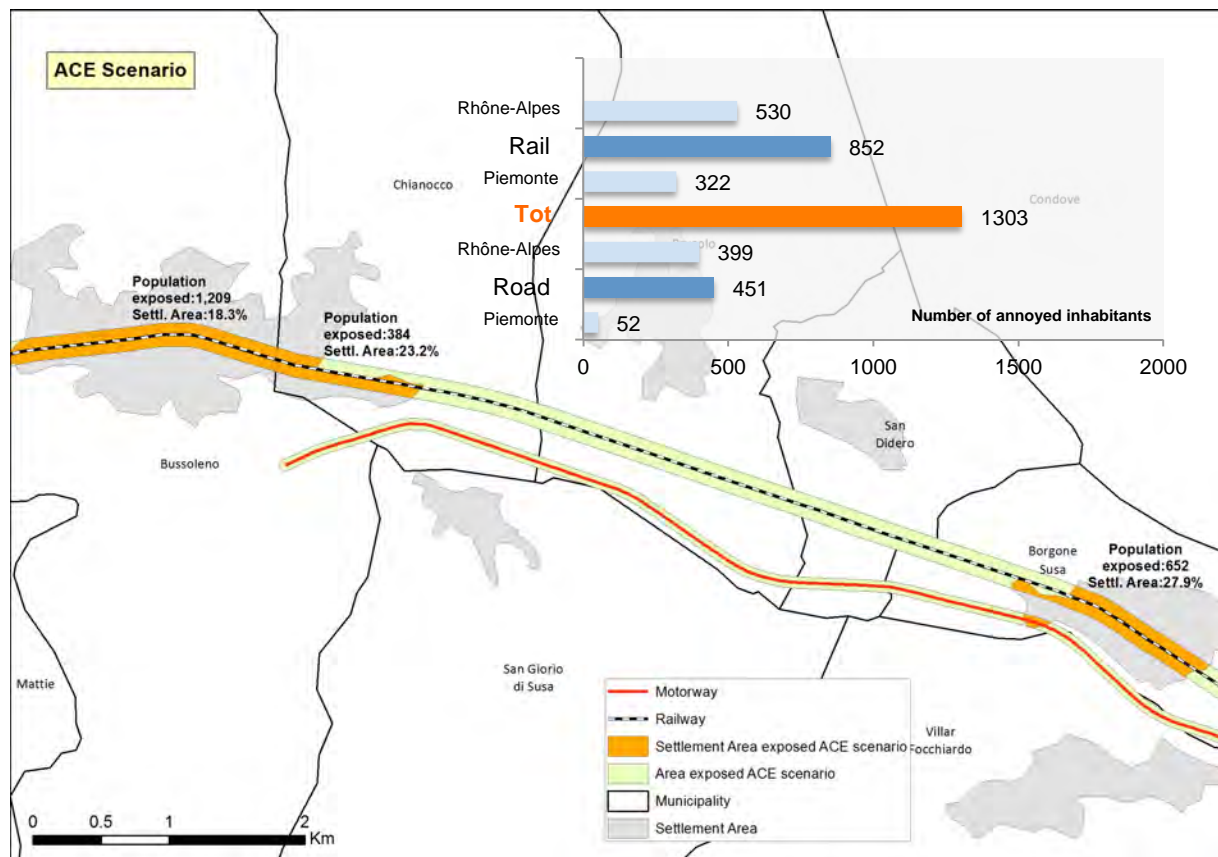 ACE Scenario
Rhône-Alpes
530
Rail
852
Piemonte
322
Tot
1303
Rhône-Alpes
399
Road
451
Piemonte
52
Number of annoyed inhabitants
0
500
1000
1500
2000
Chianocco
Condove
Population
exposed:1,209
Settl. Area:18.3%
Population
exposed:384
Settl. Area:23.2%
San
Didero
Bussoleno
Borgone
Susa
Population
exposed:652
Settl. Area:27.9%
Mattie
San Giorio
di Susa
Villar
Focchiardo
Motorway
Railway
Settlement Area exposed ACE scenario
Area exposed ACE scenario
Municipality
Settlement Area
0 0.5 1 2
Km